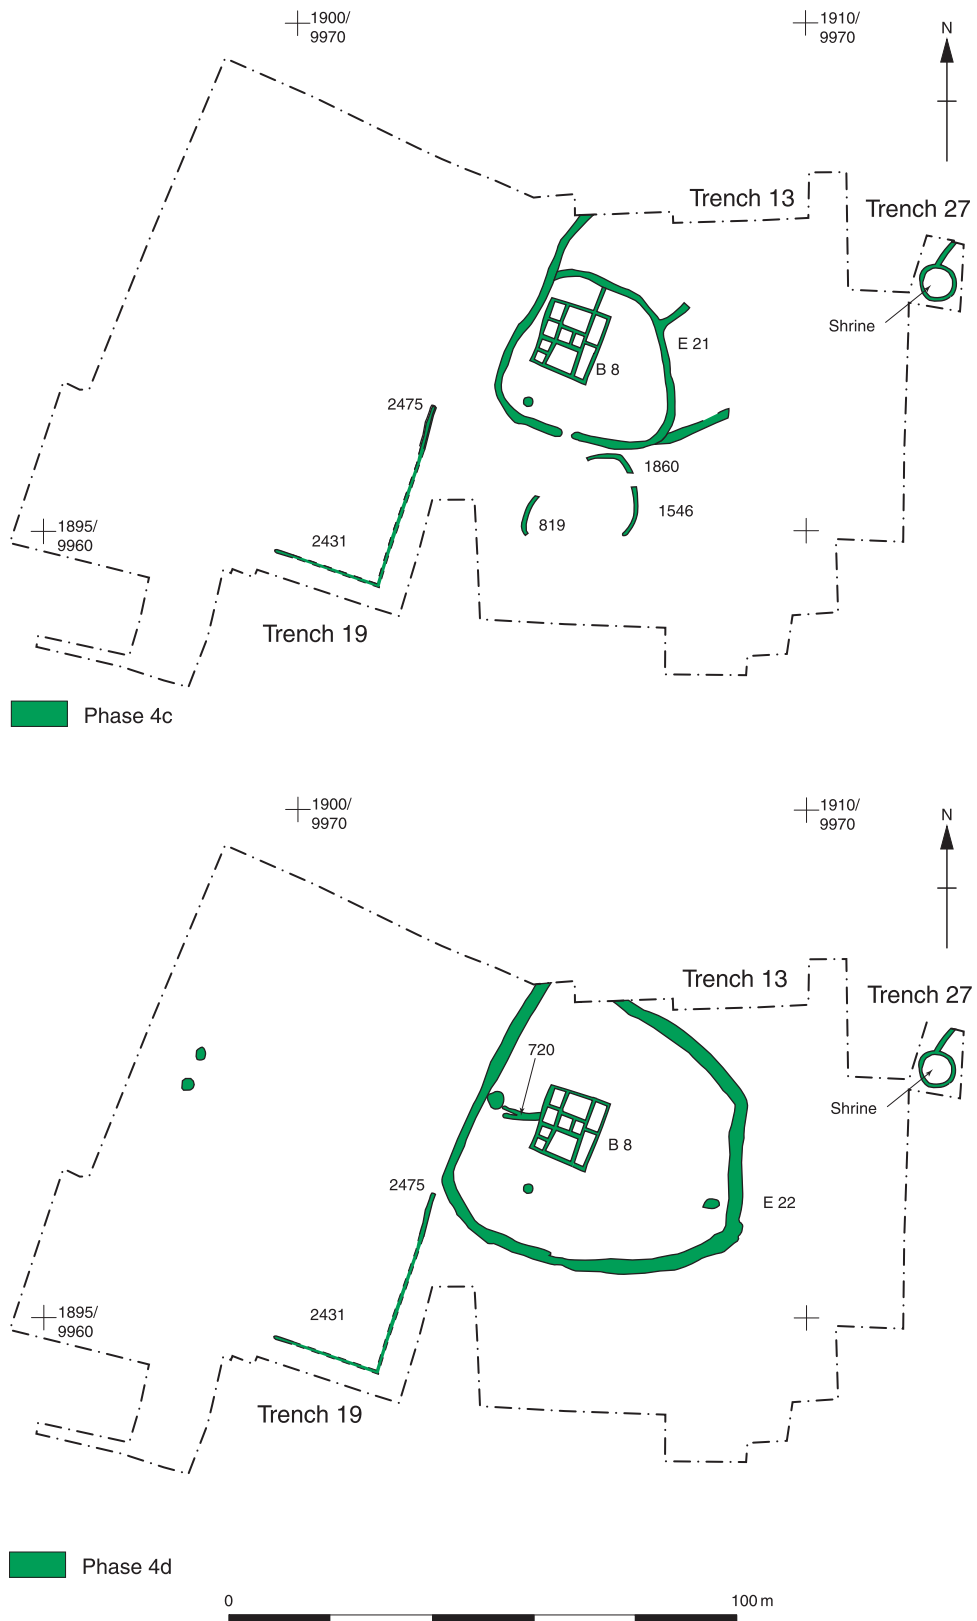 1900/
9970
1910/
9970
N
Trench 13
Trench 27
Shrine
E 21
B 8
2475
1860
1546
819
1895/
9960
2431
Trench 19
Phase 4c
1900/
9970
1910/
9970
N
Trench 13
Trench 27
720
Shrine
B 8
2475
E 22
1895/
9960
2431
Trench 19
Phase 4d
0 100 m